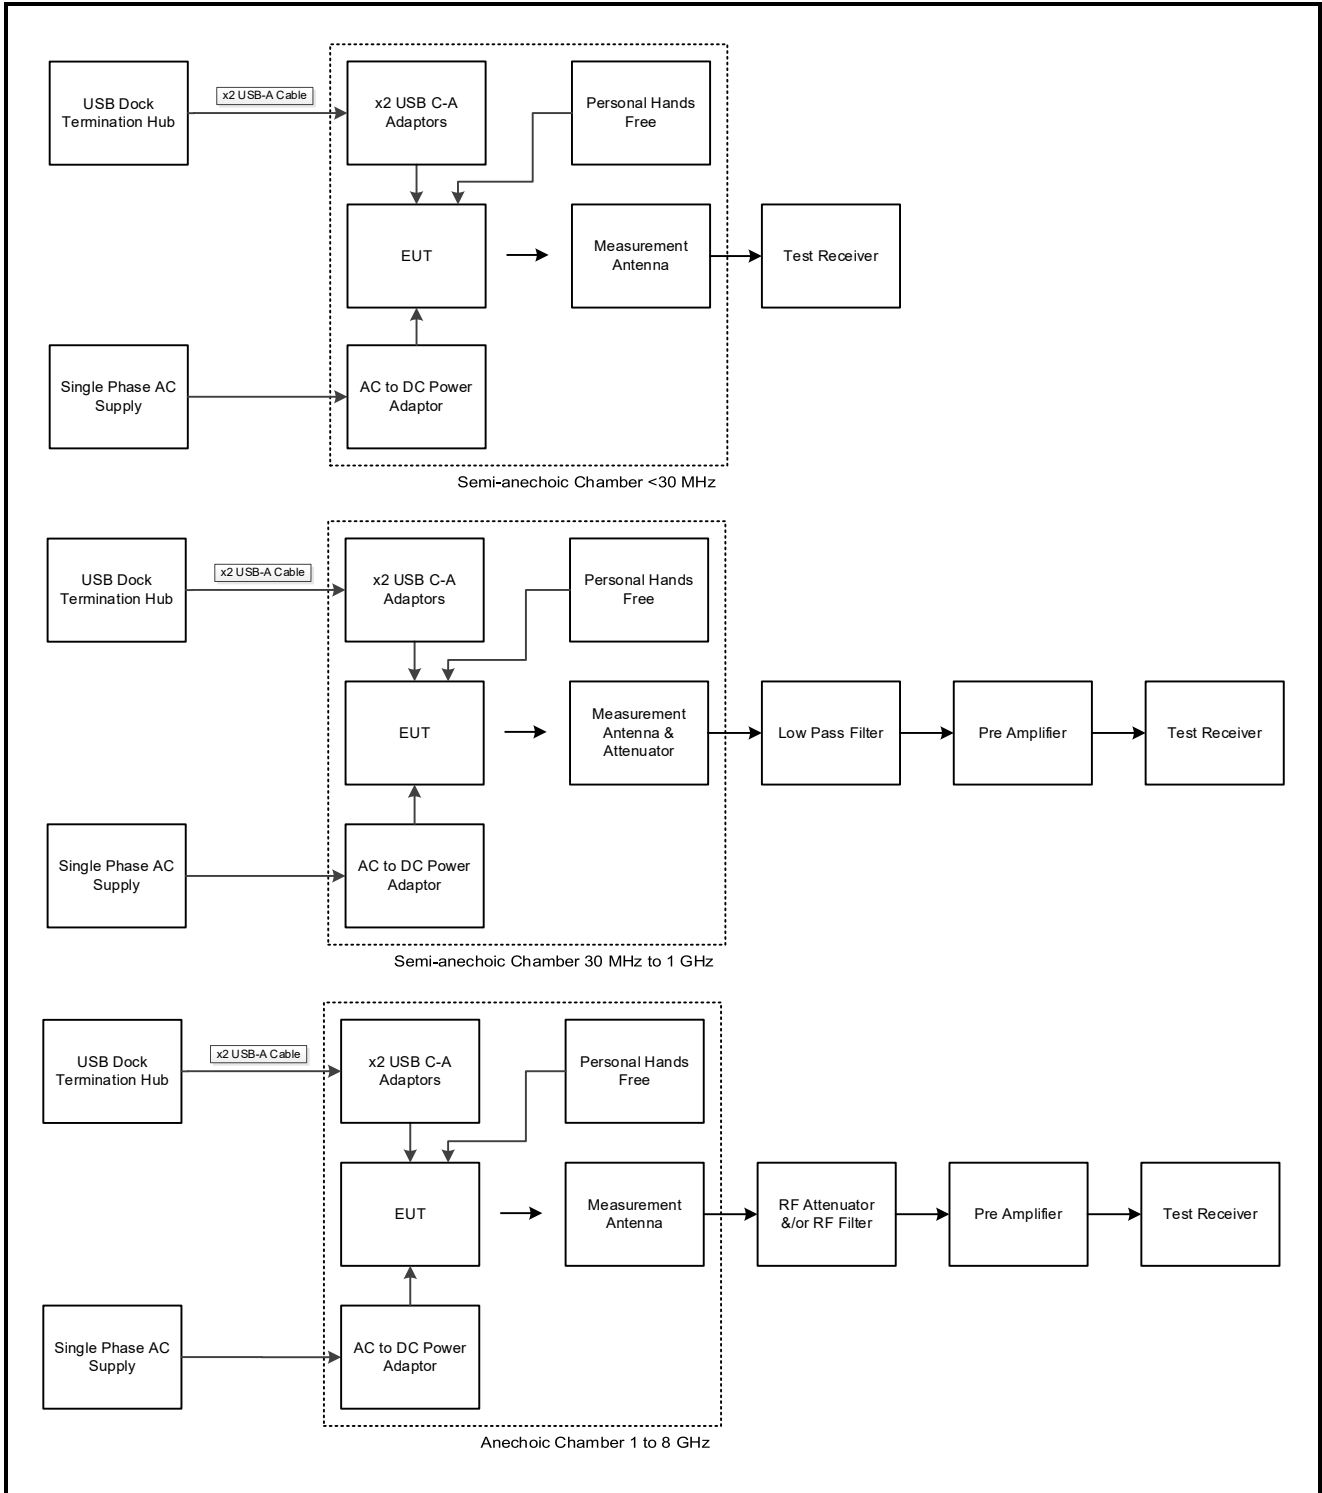 USB Dock
Termination Hub
x2 USB-A Cable
x2 USB C-A
Adaptors
Personal Hands
Free
EUT
Measurement
Antenna
Test Receiver
Single Phase AC
Supply
AC to DC Power
Adaptor
Semi-anechoic Chamber <30 MHz
USB Dock
Termination Hub
x2 USB-A Cable
x2 USB C-A
Adaptors
Personal Hands
Free
EUT
Measurement
Antenna &
Attenuator
Low Pass Filter
Pre Amplifier
Test Receiver
Single Phase AC
Supply
AC to DC Power
Adaptor
Semi-anechoic Chamber 30 MHz to 1 GHz
USB Dock
Termination Hub
x2 USB-A Cable
x2 USB C-A
Adaptors
Personal Hands
Free
EUT
Measurement
Antenna
RF Attenuator
&/or RF Filter
Pre Amplifier
Test Receiver
Single Phase AC
Supply
AC to DC Power
Adaptor
Anechoic Chamber 1 to 8 GHz